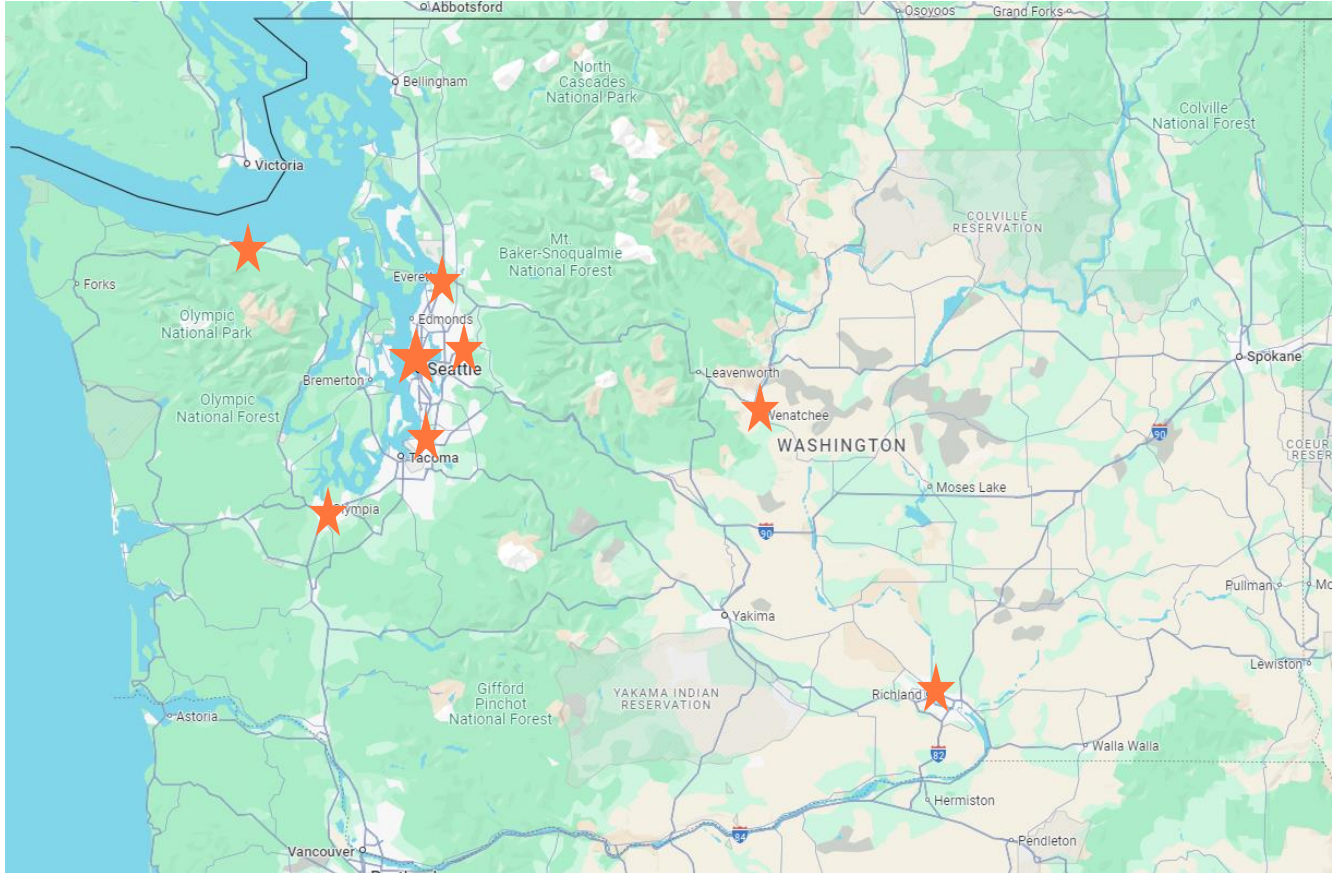 Abbotsford
Osoyoos
Grand Forks
Bellingham
North
Cascades
National Park
Colville
National Forest
Victoria
COLVILLE
RESERVATION
Mt.
Baker-Snoqualmie
National Forest
Everett
Forks
Olympic
National Park
Edmonds
Seattle
Spokane
Leavenworth
Bremerton
Olympic
National Forest
Wenatchee
WASHINGTON
90
COEUR
RESER
Tacoma
Moses Lake
Olympia
90
Pullman
Mo
Yakima
Lewiston
Gifford
Pinchot
National Forest
YAKAMA INDIAN
RESERVATION
Richland
Astoria
Walla Walla
82
Hermiston
84
Pendleton
Vancouver